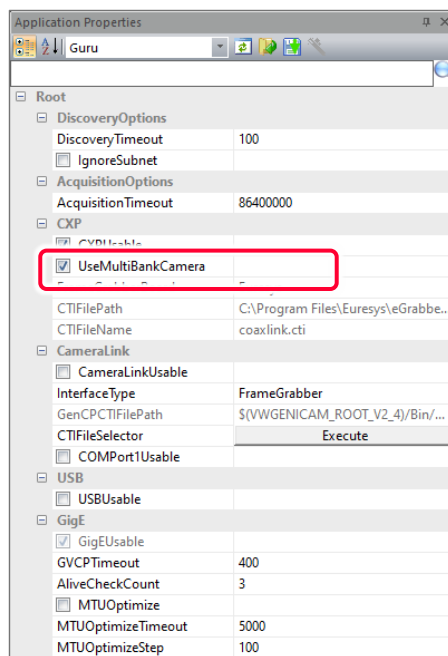 Application Properties
Guru
Root
DiscoveryOptions
DiscoveryTimeout 100
IgnoreSubnet
AcquisitionOptions
AcquisitionTimeout 86400000
CXP
CXPUsable
UseMultiBankCamera
CTIFilePath C:\Program Files\Euresys\eGrabbe...
CTIFileName coaxlink.cti
CameraLink
CameraLinkUsable
InterfaceType FrameGrabber
GenCPCTIFilePath $(VWGENICAM_ROOT_V2_4)/Bin/...
CTIFileSelector Execute
COMPort1Usable
USB
USBUsable
GigE
GigEUsable
GVCPTimeout 400
AliveCheckCount 3
MTUOptimize
MTUOptimizeTimeout 5000
MTUOptimizeStep 100